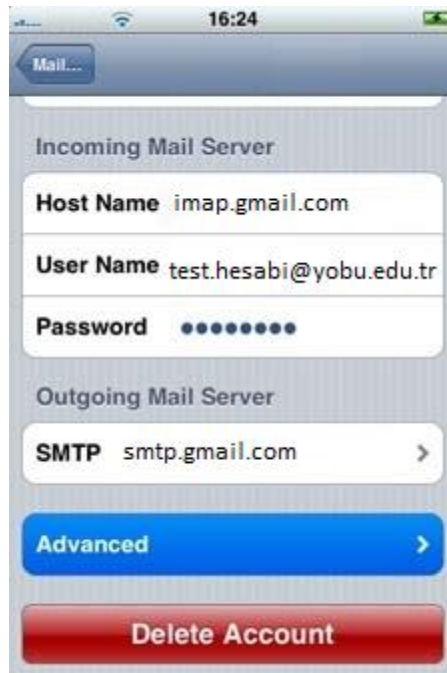 16:24
Mail...
Incoming Mail Server
Host Name imap.gmail.com
User Name test.hesabi@yobu.edu.tr
Password ••••••••
Outgoing Mail Server
SMTP smtp.gmail.com
Advanced
Delete Account